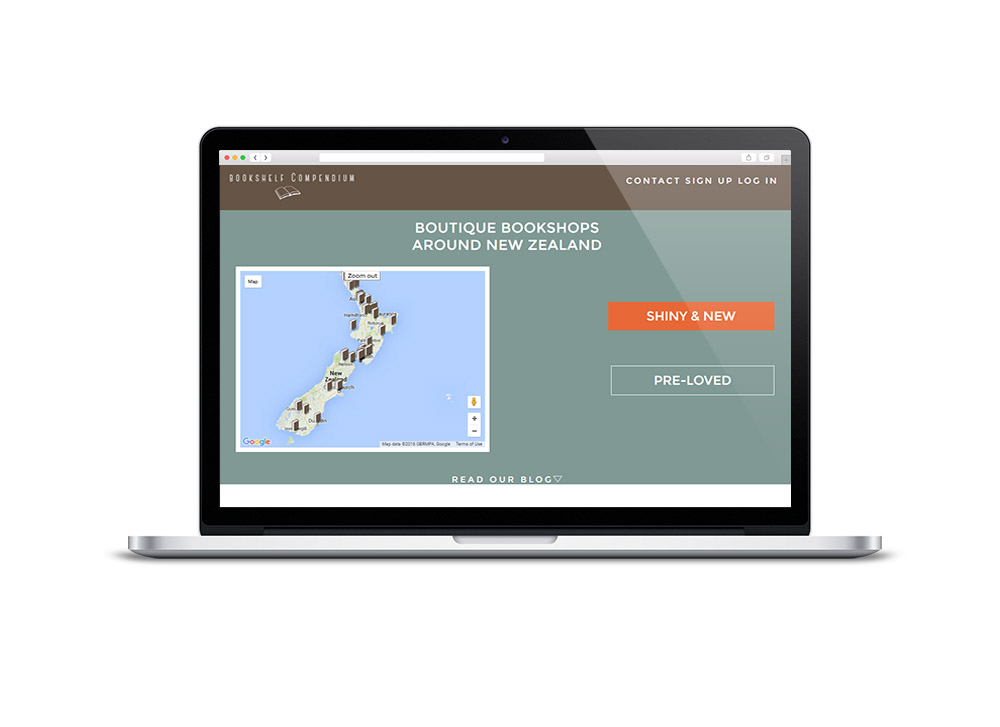 BOOKSHELF COMPENDIUM
CONTACT SIGN UP LOG IN
BOUTIQUE BOOKSHOPS
AROUND NEW ZEALAND
Map
Zoom out
New
Zealand
Google
Map data ©2016 GBRMPA, Google
Terms of Use
SHINY & NEW
PRE-LOVED
READ OUR BLOG